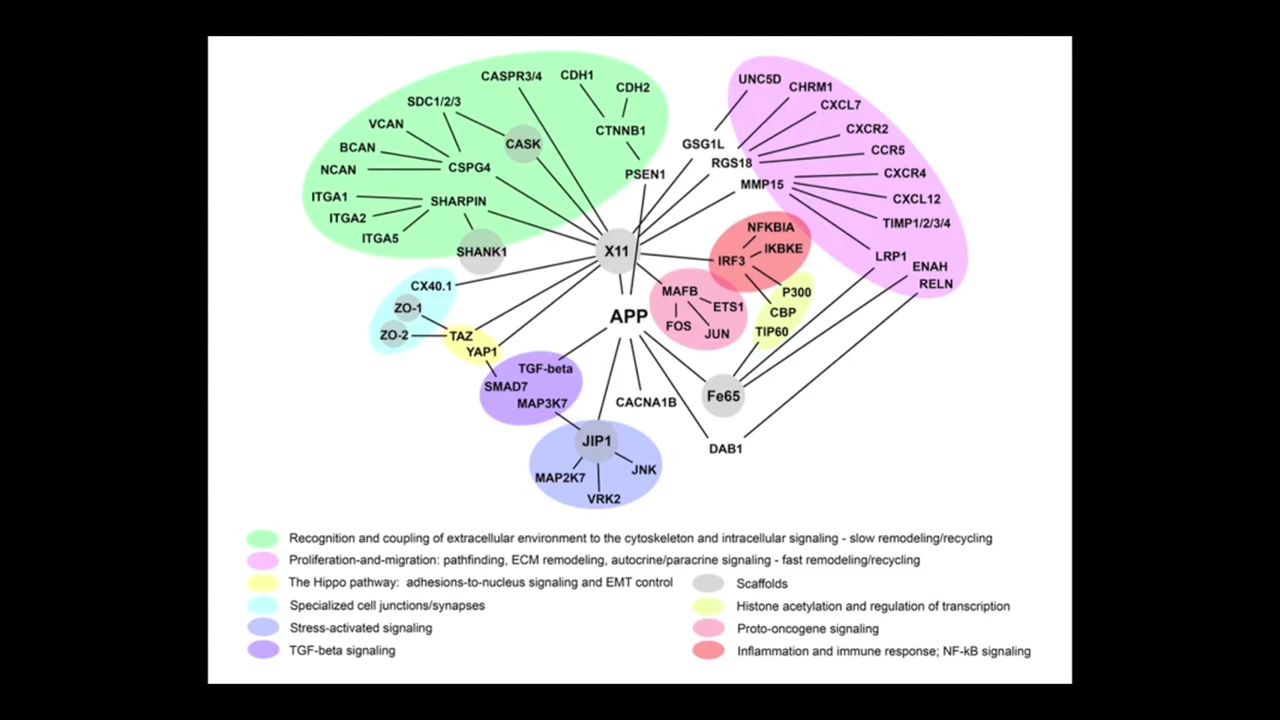 CASPR3/4
CDH1
CDH2
UNC5D
CHRM1
SDC1/2/3
CXCL7
VCAN
CTNNB1
CXCR2
BCAN
CASK
GSG1L
CCR5
NCAN
CSPG4
RGS18
PSEN1
CXCR4
MMP15
ITGA1
SHARPIN
CXCL12
ITGA2
TIMP1/2/3/4
ITGA5
NFKBIA
SHANK1
X11
IKBKE
LRP1
IRF3
ENAH
CX40.1
MAFB
P300
RELN
ZO-1
ETS1
CBP
APP
FOS
JUN
TIP60
ZO-2
TAZ
YAP1
TGF-beta
SMAD7
MAP3K7
CACNA1B
Fe65
JIP1
DAB1
MAP2K7
JNK
VRK2
Recognition and coupling of extracellular environment to the cytoskeleton and intracellular signaling - slow remodeling/recycling
Proliferation-and-migration: pathfinding, ECM remodeling, autocrine/paracrine signaling - fast remodeling/recycling
The Hippo pathway: adhesions-to-nucleus signaling and EMT control
Specialized cell junctions/synapses
Stress-activated signaling
TGF-beta signaling
Scaffolds
Histone acetylation and regulation of transcription
Proto-oncogene signaling
Inflammation and immune response; NF-kB signaling